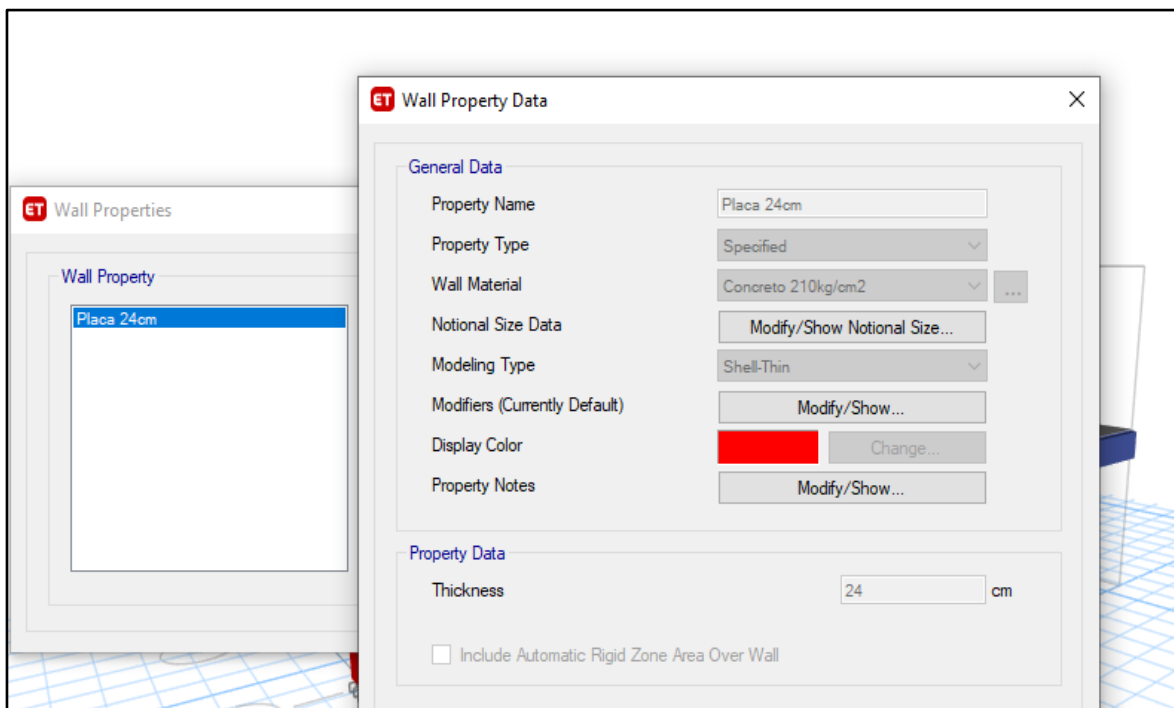 ET Wall Properties
Wall Property
Placa 24cm
ET Wall Property Data
General Data
Property Name Placa 24cm
Property Type Specified
Wall Material Concreto 210kg/cm2 ...
Notional Size Data Modify/Show Notional Size...
Modeling Type Shell-Thin
Modifiers (Currently Default) Modify/Show...
Display Color Change...
Property Notes Modify/Show...
Property Data
Thickness 24 cm
Include Automatic Rigid Zone Area Over Wall